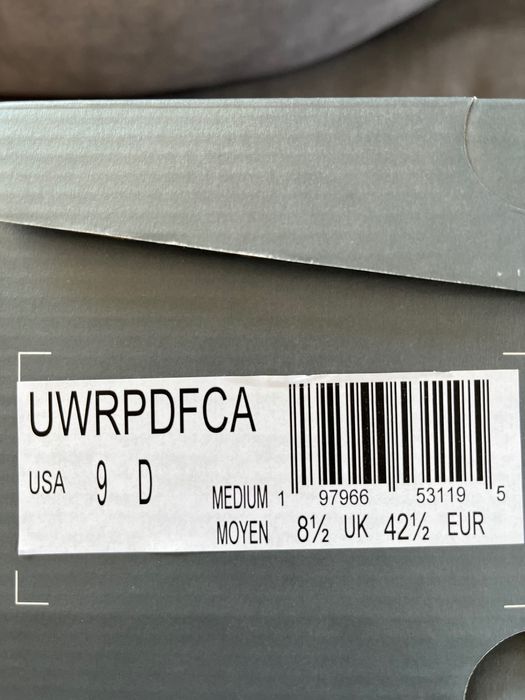 UWRPDFCA
USA 9 D MEDIUM
MOYEN 8½ UK 42½ EUR
1 97966 53119 5